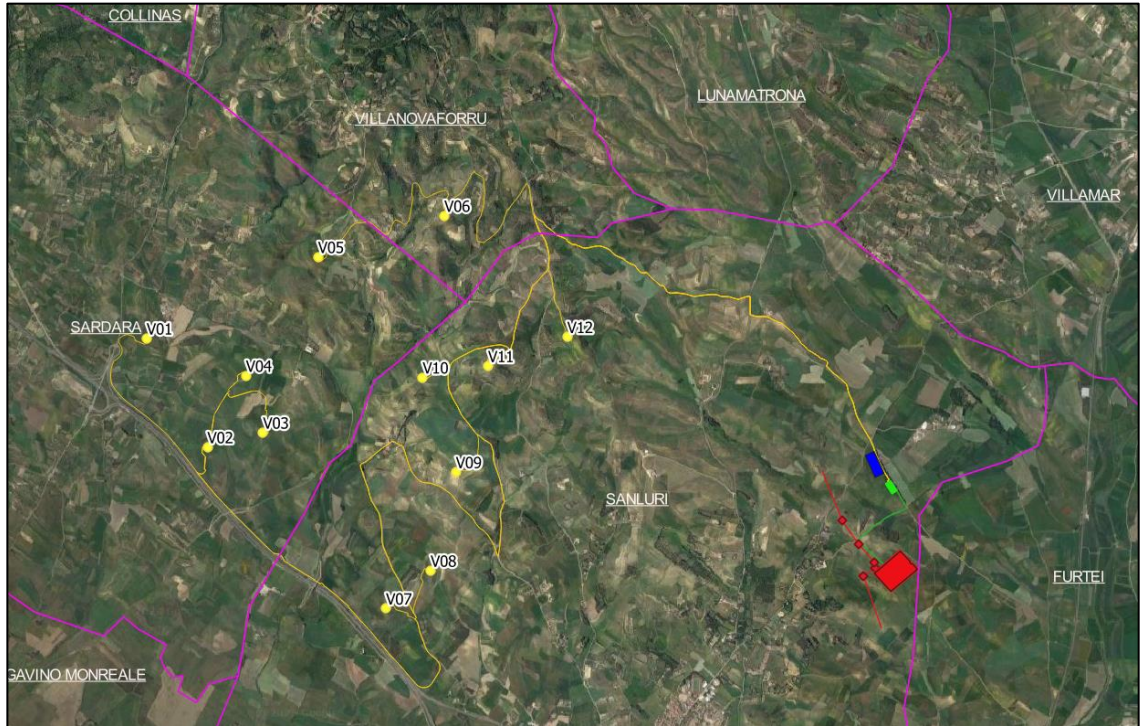 COLLINAS
LUNAMATRONA
VILLANOVAFORRU
VILLAMAR
V06
V05
SARDARA
V01
V12
V11
V04
V10
V03
V02
V09
SANLURI
V08
FURTEI
V07
GAVINO MONREALE